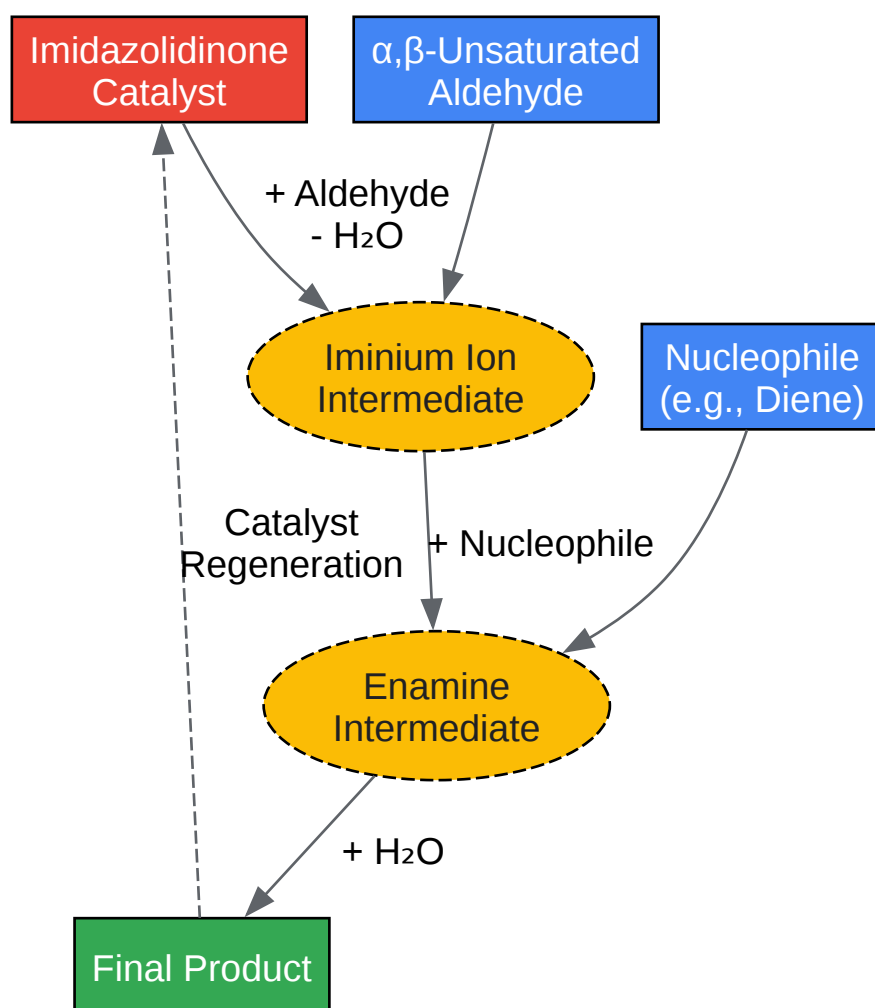 Imidazolidinone
Catalyst
α,β-Unsaturated
Aldehyde
+ Aldehyde
- H₂O
Iminium Ion
Intermediate
Nucleophile
(e.g., Diene)
Catalyst
Regeneration
+ Nucleophile
Enamine
Intermediate
+ H₂O
Final Product